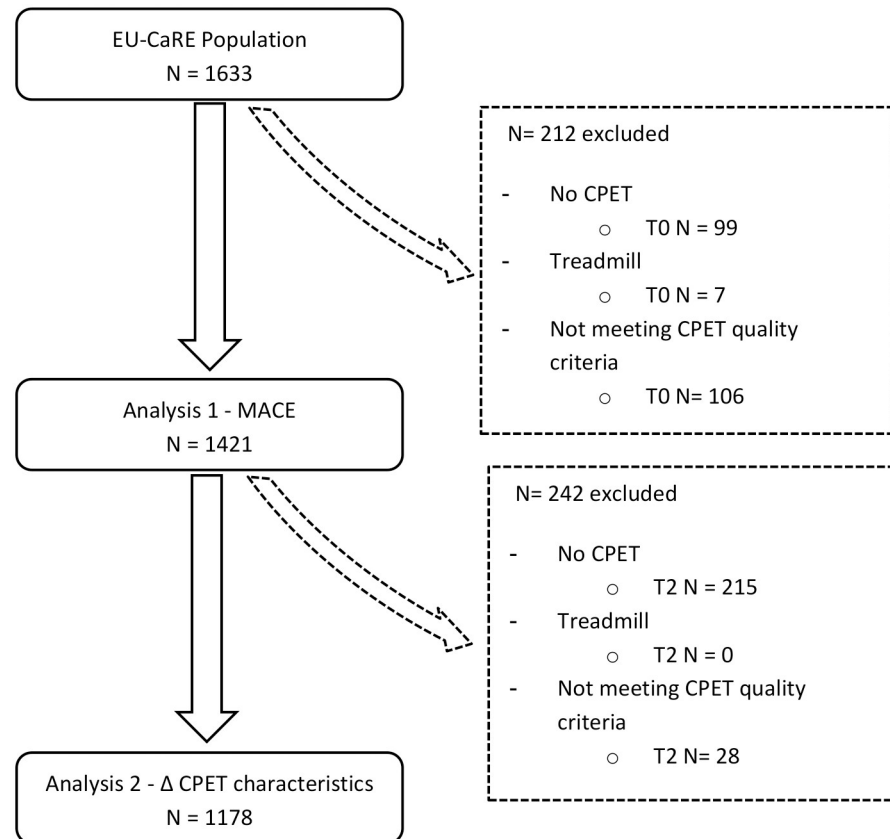 EU-CaRE Population
N = 1633
N= 212 excluded
- No CPET
o T0 N = 99
- Treadmill
o T0 N = 7
- Not meeting CPET quality
criteria
o T0 N= 106
Analysis 1 - MACE
N = 1421
N= 242 excluded
- No CPET
o T2 N = 215
- Treadmill
o T2 N = 0
- Not meeting CPET quality
criteria
o T2 N= 28
Analysis 2 - Δ CPET characteristics
N = 1178